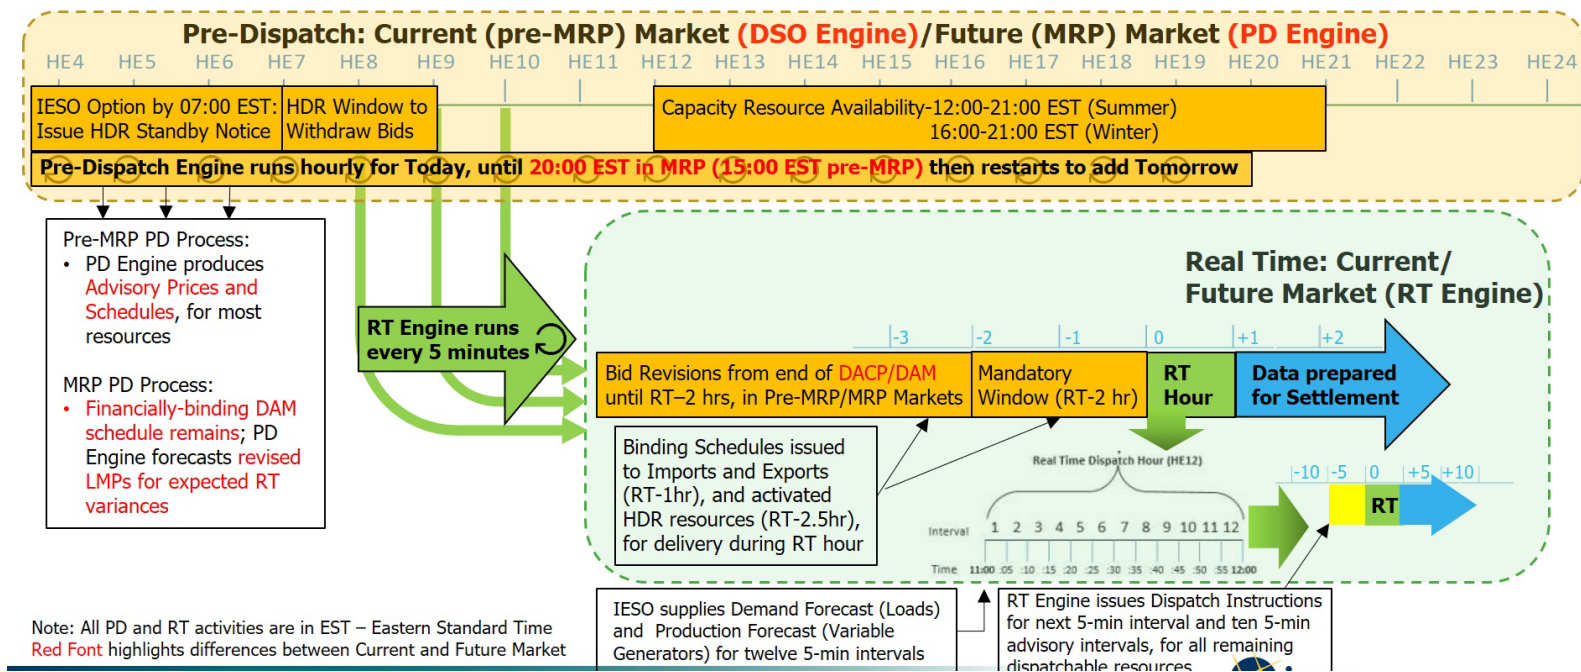 Pre-Dispatch: Current (pre-MRP) Market (DSO Engine)/Future (MRP) Market (PD Engine)
HE4 HE5 HE6 HE7 HE8 HE9 HE10 HE11 HE12 HE13 HE14 HE15 HE16 HE17 HE18 HE19 HE20 HE21 HE22 HE23 HE24
IESO Option by 07:00 EST:
Issue HDR Standby Notice
HDR Window to
Withdraw Bids
Capacity Resource Availability-12:00-21:00 EST (Summer)
16:00-21:00 EST (Winter)
Pre-Dispatch Engine runs hourly for Today, until 20:00 EST in MRP (15:00 EST pre-MRP) then restarts to add Tomorrow
Pre-MRP PD Process:
• PD Engine produces
Advisory Prices and
Schedules, for most
resources
MRP PD Process:
• Financially-binding DAM
schedule remains; PD
Engine forecasts revised
LMPs for expected RT
variances
RT Engine runs
every 5 minutes
Real Time: Current/
Future Market (RT Engine)
-3 -2 -1 0 +1 +2
Bid Revisions from end of DACP/DAM
until RT–2 hrs, in Pre-MRP/MRP Markets
Mandatory
Window (RT-2 hr)
RT
Hour
Data prepared
for Settlement
Binding Schedules issued
to Imports and Exports
(RT-1hr), and activated
HDR resources (RT-2.5hr),
for delivery during RT hour
Real Time Dispatch Hour (HE12)
Interval 1 2 3 4 5 6 7 8 9 10 11 12
Time 11:00 :05 :10 :15 :20 :25 :30 :35 :40 :45 :50 :55 12:00
-10 -5 0 +5 +10
RT
IESO supplies Demand Forecast (Loads)
and Production Forecast (Variable
Generators) for twelve 5-min intervals
RT Engine issues Dispatch Instructions
for next 5-min interval and ten 5-min
advisory intervals, for all remaining
dispatchable resources
Note: All PD and RT activities are in EST – Eastern Standard Time
Red Font highlights differences between Current and Future Market